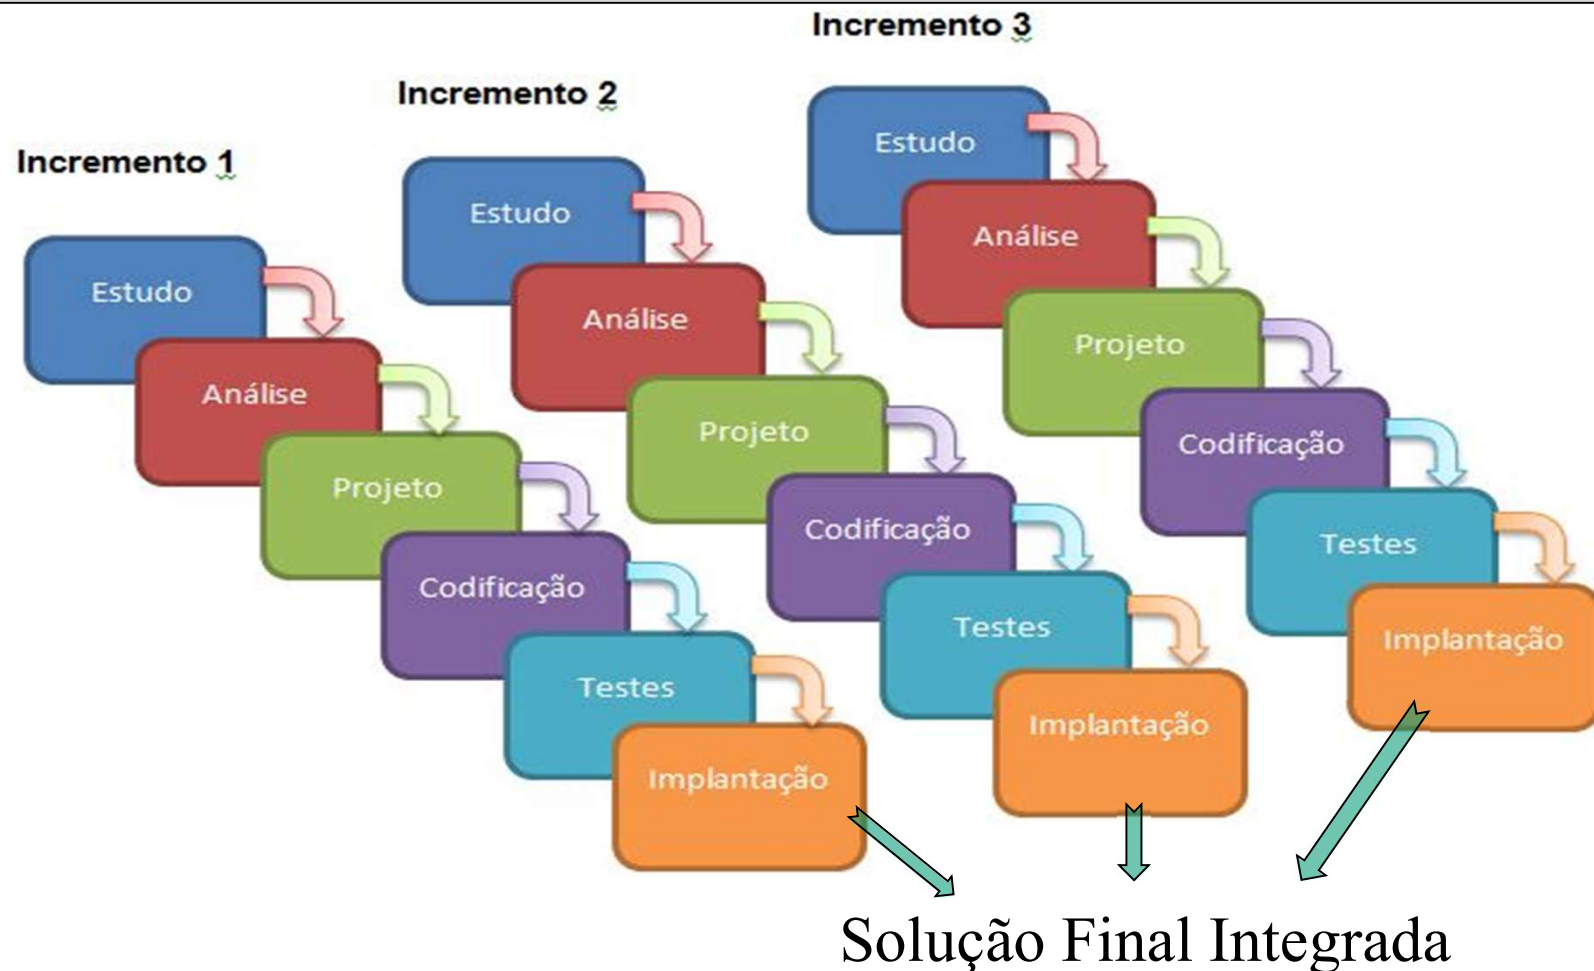 Incremento 1
Estudo
Análise
Projeto
Codificação
Testes
Implantação
Incremento 2
Estudo
Análise
Projeto
Codificação
Testes
Implantação
Incremento 3
Estudo
Análise
Projeto
Codificação
Testes
Implantação
Solução Final Integrada